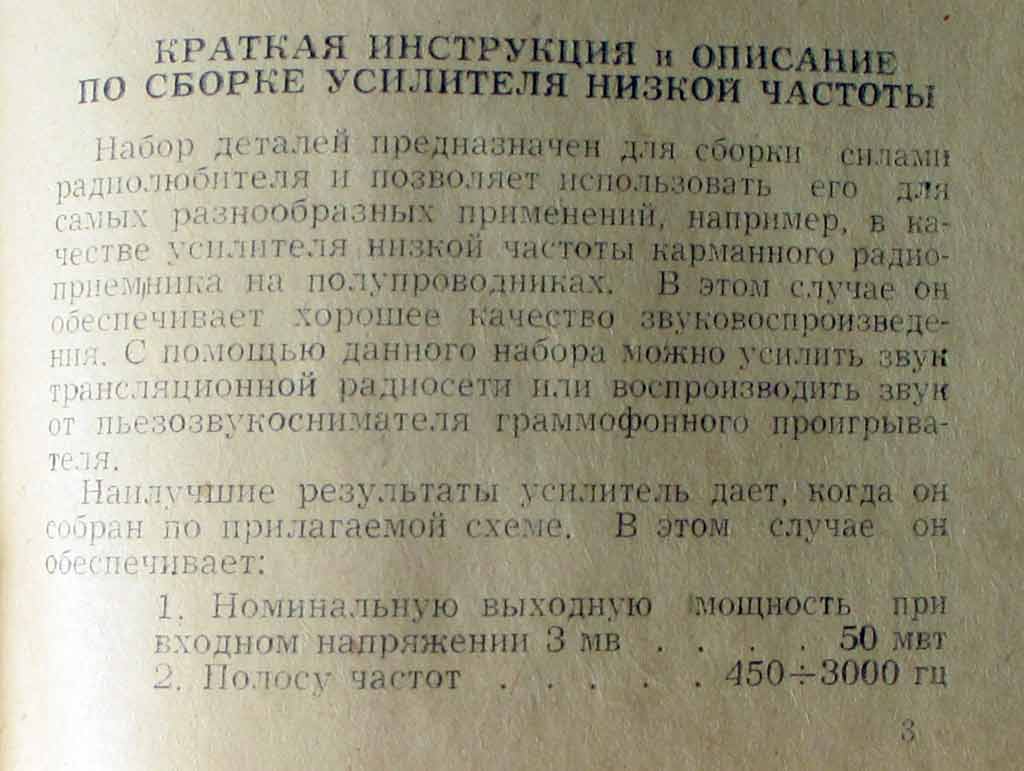 КРАТКАЯ ИНСТРУКЦИЯ и ОПИСАНИЕ
ПО СБОРКЕ УСИЛИТЕЛЯ НИЗКОЙ ЧАСТОТЫ
Набор деталей предназначен для сборки силами
радиолюбителя и позволяет использовать его для
самых разнообразных применений, например, в ка-
честве усилителя низкой частоты карманного радио-
приемника на полупроводниках. В этом случае он
обеспечивает хорошее качество звуковоспроизведе-
ния. С помощью данного набора можно усилить звук
трансляционной радиосети или воспроизводить звук
от пьезозвукоснимателя граммофонного проигрыва-
теля.
Наилучшие результаты усилитель дает, когда он
собран по прилагаемой схеме. В этом случае он
обеспечивает:
1. Номинальную выходную мощность при
входном напряжении 3 мв . . . . 50 мвт
2. Полосу частот . . . . . 450÷3000 гц
3